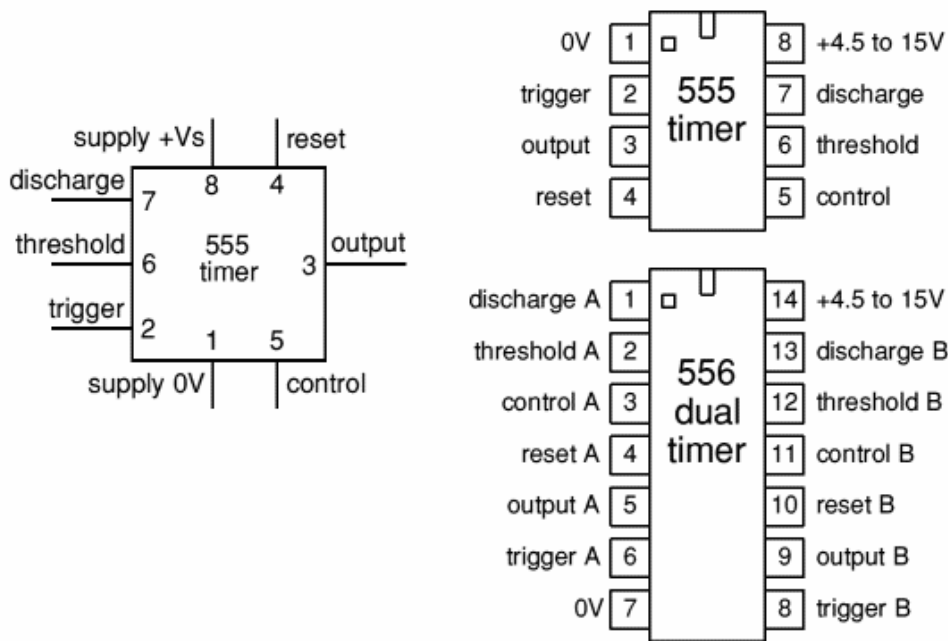 supply +Vs reset
discharge 8 4
7
threshold 555 output
6 timer 3
trigger
2 1 5
supply 0V control
0V 1 8 +4.5 to 15V
trigger 2 555 7 discharge
output 3 timer 6 threshold
reset 4 5 control
discharge A 1 14 +4.5 to 15V
threshold A 2 556 13 discharge B
control A 3 dual 12 threshold B
reset A 4 timer 11 control B
output A 5 10 reset B
trigger A 6 9 output B
0V 7 8 trigger B